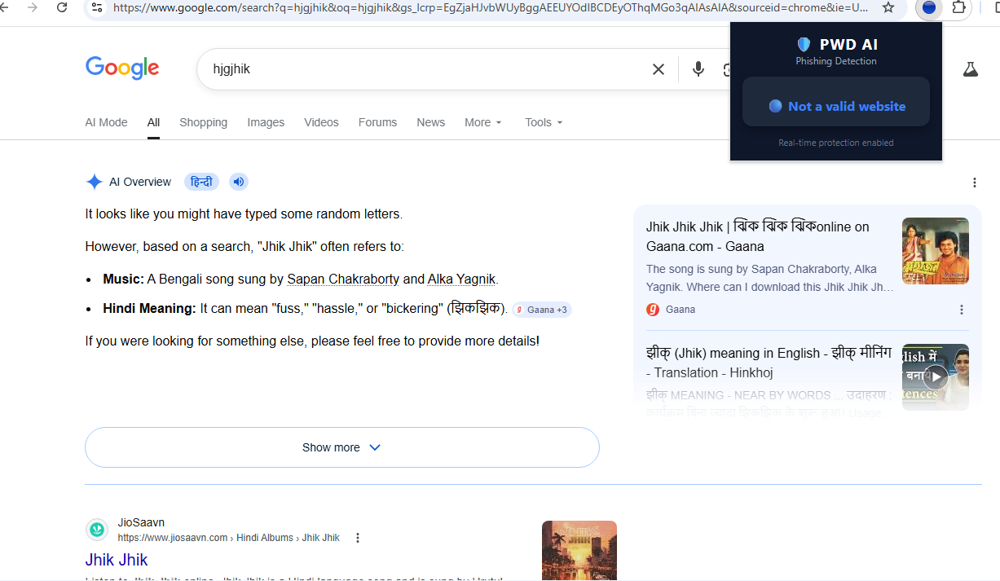 https://www.google.com/search?q=hjgjhik&oq=hjgjhik&gs_lcrp=EgZjaHJvbWUyBggAEEUYOdIBCDEyOThqMGo3qAIAsAIA&sourceid=chrome&ie=U...
PWD AI
Phishing Detection
Not a valid website
Real-time protection enabled
Google
hjgjhik
AI Mode
All
Shopping
Images
Videos
Forums
News
More
Tools
AI Overview
हिन्दी
It looks like you might have typed some random letters.
However, based on a search, "Jhik Jhik" often refers to:
• Music: A Bengali song sung by Sapan Chakraborty and Alka Yagnik.
• Hindi Meaning: It can mean "fuss," "hassle," or "bickering" (झिकझिक). Gaana +3
If you were looking for something else, please feel free to provide more details!
Show more
Jhik Jhik Jhik | ঝিক ঝিক ঝিকonline on
Gaana.com - Gaana
The song is sung by Sapan Chakraborty, Alka
Yagnik. Where can I download this Jhik Jhik Jh…
Gaana
झीक् (Jhik) meaning in English - झीक् मीनिंग
- Translation - Hinkhoj
झीक् MEANING - NEAR BY WORDS ... उदाहरण :
कार्यक्रम बिना ज़्यादा झिकझिक के शुरू हुआ। Usage...
lish में
tences
JioSaavn
https://www.jiosaavn.com › Hindi Albums › Jhik Jhik
Jhik Jhik
JHIK
JHIK